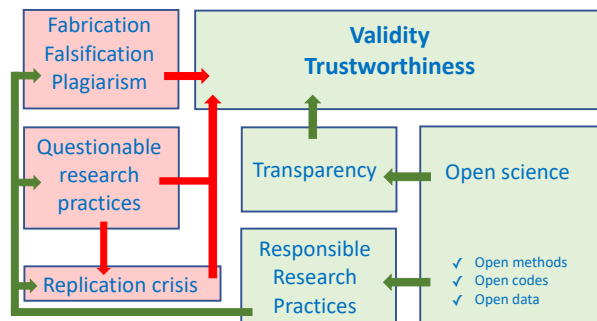 Fabrication
Falsification
Plagiarism
Validity
Trustworthiness
Questionable
research
practices
Transparency
Open science
Replication crisis
Responsible
Research
Practices
✓ Open methods
✓ Open codes
✓ Open data